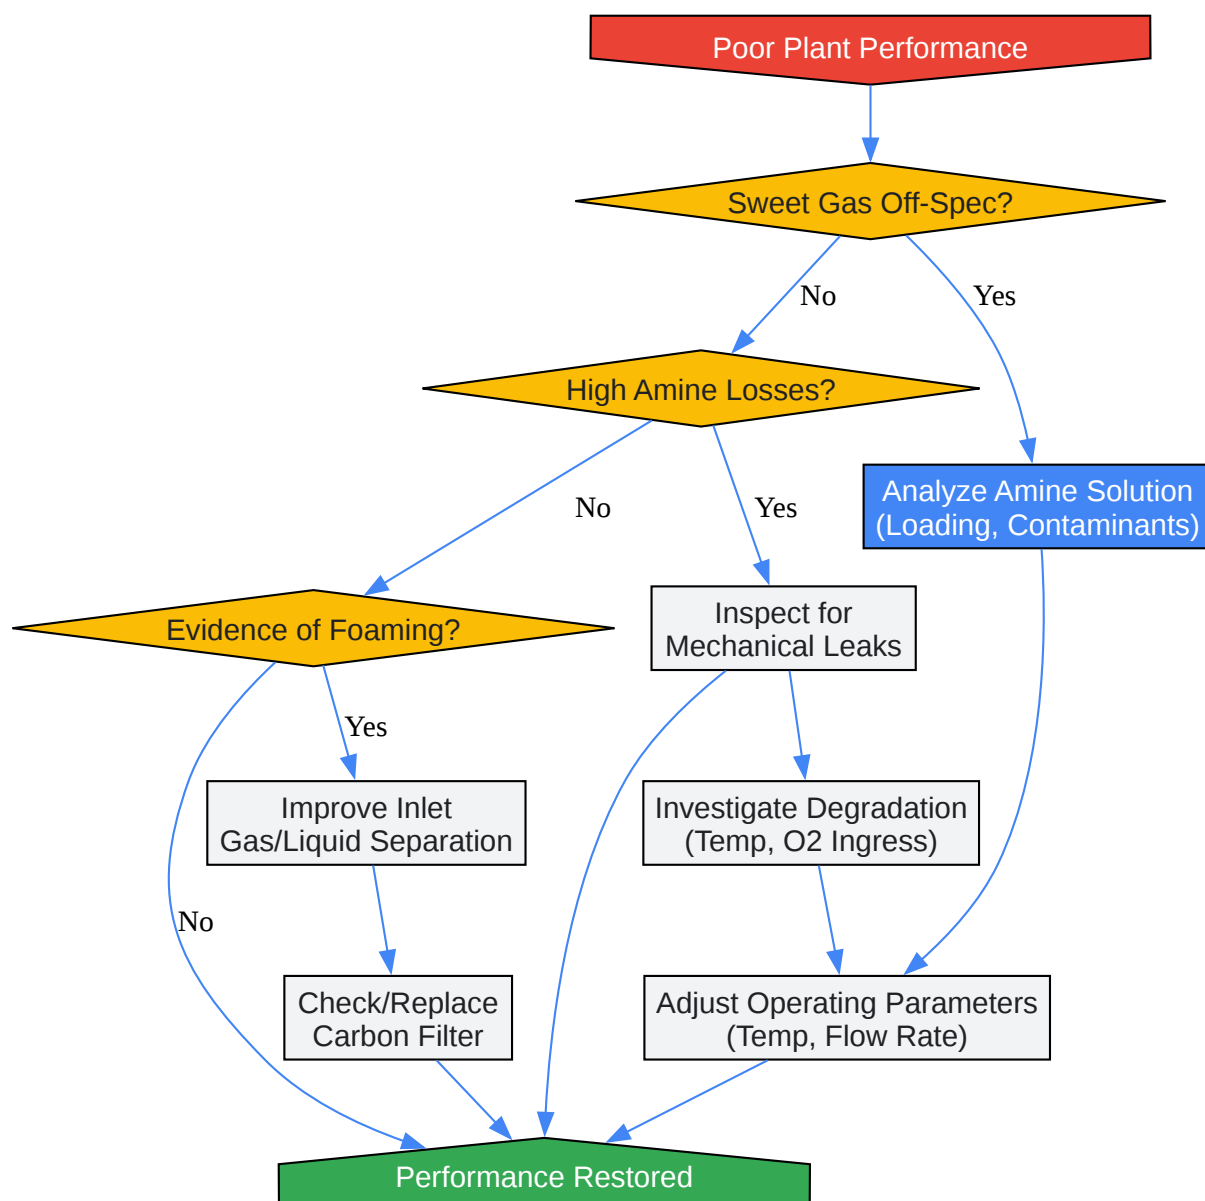 Poor Plant Performance
Sweet Gas Off-Spec?
No
Yes
High Amine Losses?
Analyze Amine Solution
(Loading, Contaminants)
No
Yes
Inspect for
Mechanical Leaks
Evidence of Foaming?
Yes
Improve Inlet
Gas/Liquid Separation
Investigate Degradation
(Temp, O2 Ingress)
No
Check/Replace
Carbon Filter
Adjust Operating Parameters
(Temp, Flow Rate)
Performance Restored